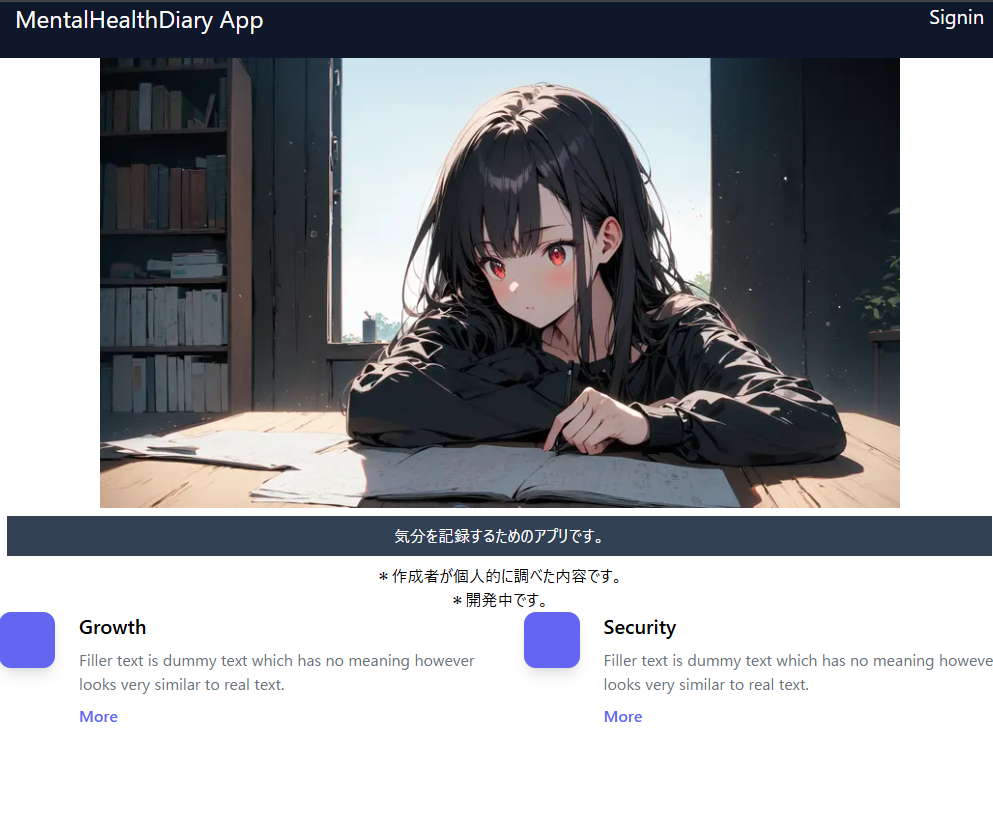 MentalHealthDiary App
Signin
気分を記録するためのアプリです。
＊作成者が個人的に調べた内容です。
＊開発中です。
Growth
Filler text is dummy text which has no meaning however
looks very similar to real text.
More
Security
Filler text is dummy text which has no meaning howeve
looks very similar to real text.
More